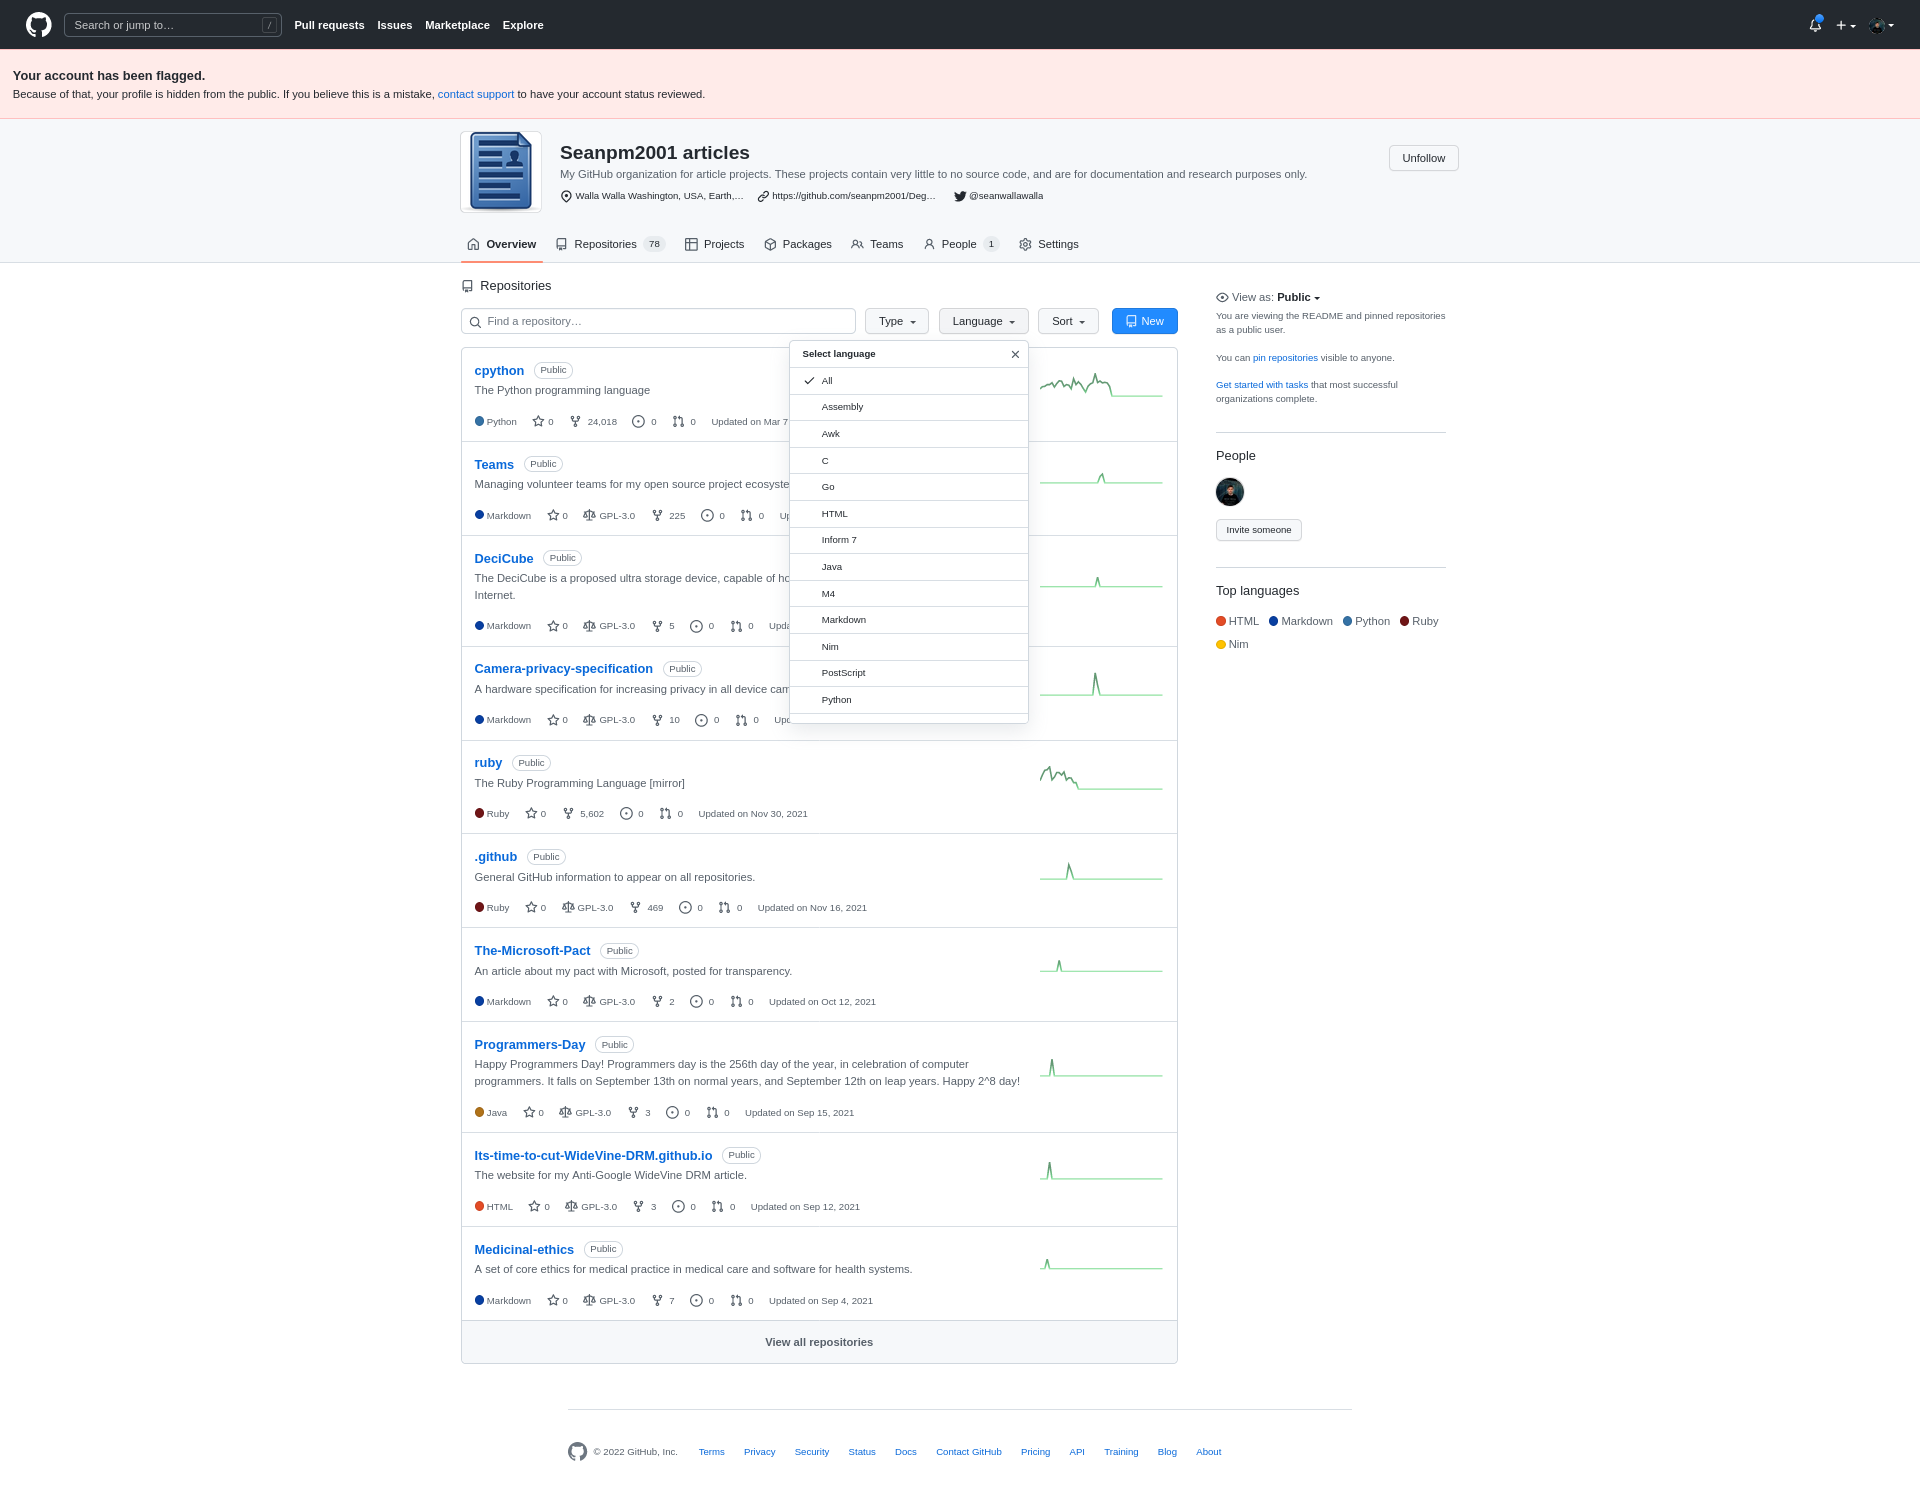 Search or jump to… /
Pull requests Issues Marketplace Explore
Your account has been flagged.
Because of that, your profile is hidden from the public. If you believe this is a mistake, contact support to have your account status reviewed.
Seanpm2001 articles
Unfollow
My GitHub organization for article projects. These projects contain very little to no source code, and are for documentation and research purposes only.
Walla Walla Washington, USA, Earth,… https://github.com/seanpm2001/Deg… @seanwallawalla
Overview Repositories 78 Projects Packages Teams People 1 Settings
Repositories
Find a repository… Type Language Sort New
Select language
All
Assembly
Awk
C
Go
HTML
Inform 7
Java
M4
Markdown
Nim
PostScript
Python
cpython Public
The Python programming language
Python 0 24,018 0 0 Updated on Mar 7
Teams Public
Managing volunteer teams for my open source project ecosyste
Markdown 0 GPL-3.0 225 0 0 Up
DeciCube Public
The DeciCube is a proposed ultra storage device, capable of ho
Internet.
Markdown 0 GPL-3.0 5 0 0 Upda
Camera-privacy-specification Public
A hardware specification for increasing privacy in all device cam
Markdown 0 GPL-3.0 10 0 0 Upd
ruby Public
The Ruby Programming Language [mirror]
Ruby 0 5,602 0 0 Updated on Nov 30, 2021
.github Public
General GitHub information to appear on all repositories.
Ruby 0 GPL-3.0 469 0 0 Updated on Nov 16, 2021
The-Microsoft-Pact Public
An article about my pact with Microsoft, posted for transparency.
Markdown 0 GPL-3.0 2 0 0 Updated on Oct 12, 2021
Programmers-Day Public
Happy Programmers Day! Programmers day is the 256th day of the year, in celebration of computer
programmers. It falls on September 13th on normal years, and September 12th on leap years. Happy 2^8 day!
Java 0 GPL-3.0 3 0 0 Updated on Sep 15, 2021
Its-time-to-cut-WideVine-DRM.github.io Public
The website for my Anti-Google WideVine DRM article.
HTML 0 GPL-3.0 3 0 0 Updated on Sep 12, 2021
Medicinal-ethics Public
A set of core ethics for medical practice in medical care and software for health systems.
Markdown 0 GPL-3.0 7 0 0 Updated on Sep 4, 2021
View all repositories
View as: Public
You are viewing the README and pinned repositories
as a public user.
You can pin repositories visible to anyone.
Get started with tasks that most successful
organizations complete.
People
Invite someone
Top languages
HTML Markdown Python Ruby
Nim
© 2022 GitHub, Inc. Terms Privacy Security Status Docs Contact GitHub Pricing API Training Blog About